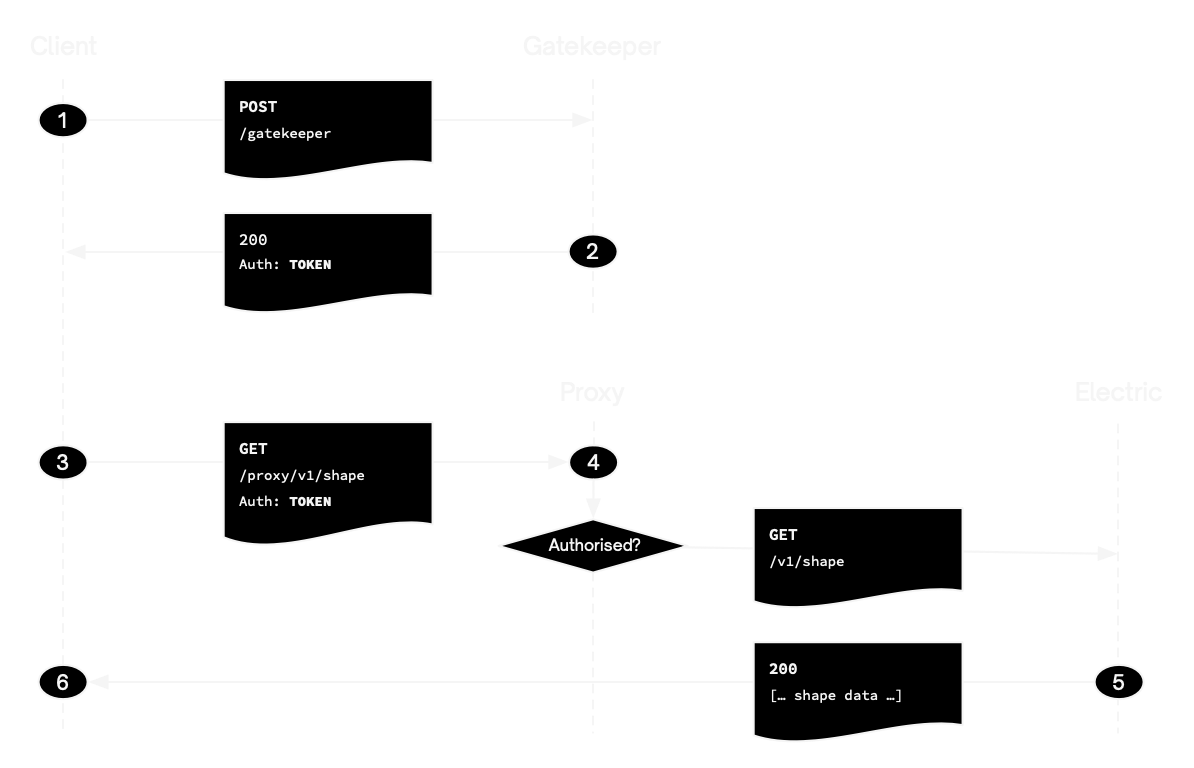 Client
Gatekeeper
1
POST
/gatekeeper
200
Auth: TOKEN
2
Proxy
Electric
3
GET
/proxy/v1/shape
Auth: TOKEN
4
Authorised?
GET
/v1/shape
6
200
[… shape data …]
5